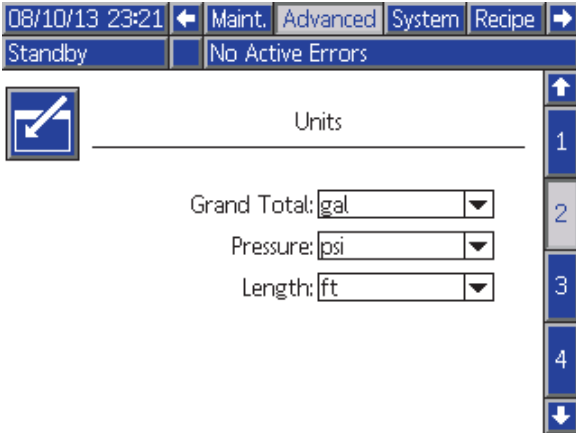 08/10/13 23:21 Maint. Advanced System Recipe
Standby No Active Errors
Units
1
Grand Total: gal
2
Pressure: psi
Length: ft
3
4